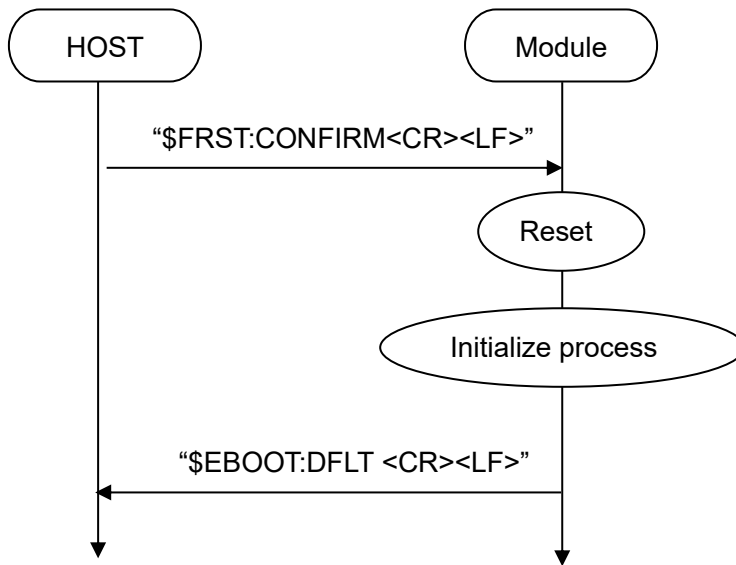 HOST
Module
“$FRST:CONFIRM<CR><LF>”
Reset
Initialize process
“$EBOOT:DFLT <CR><LF>”